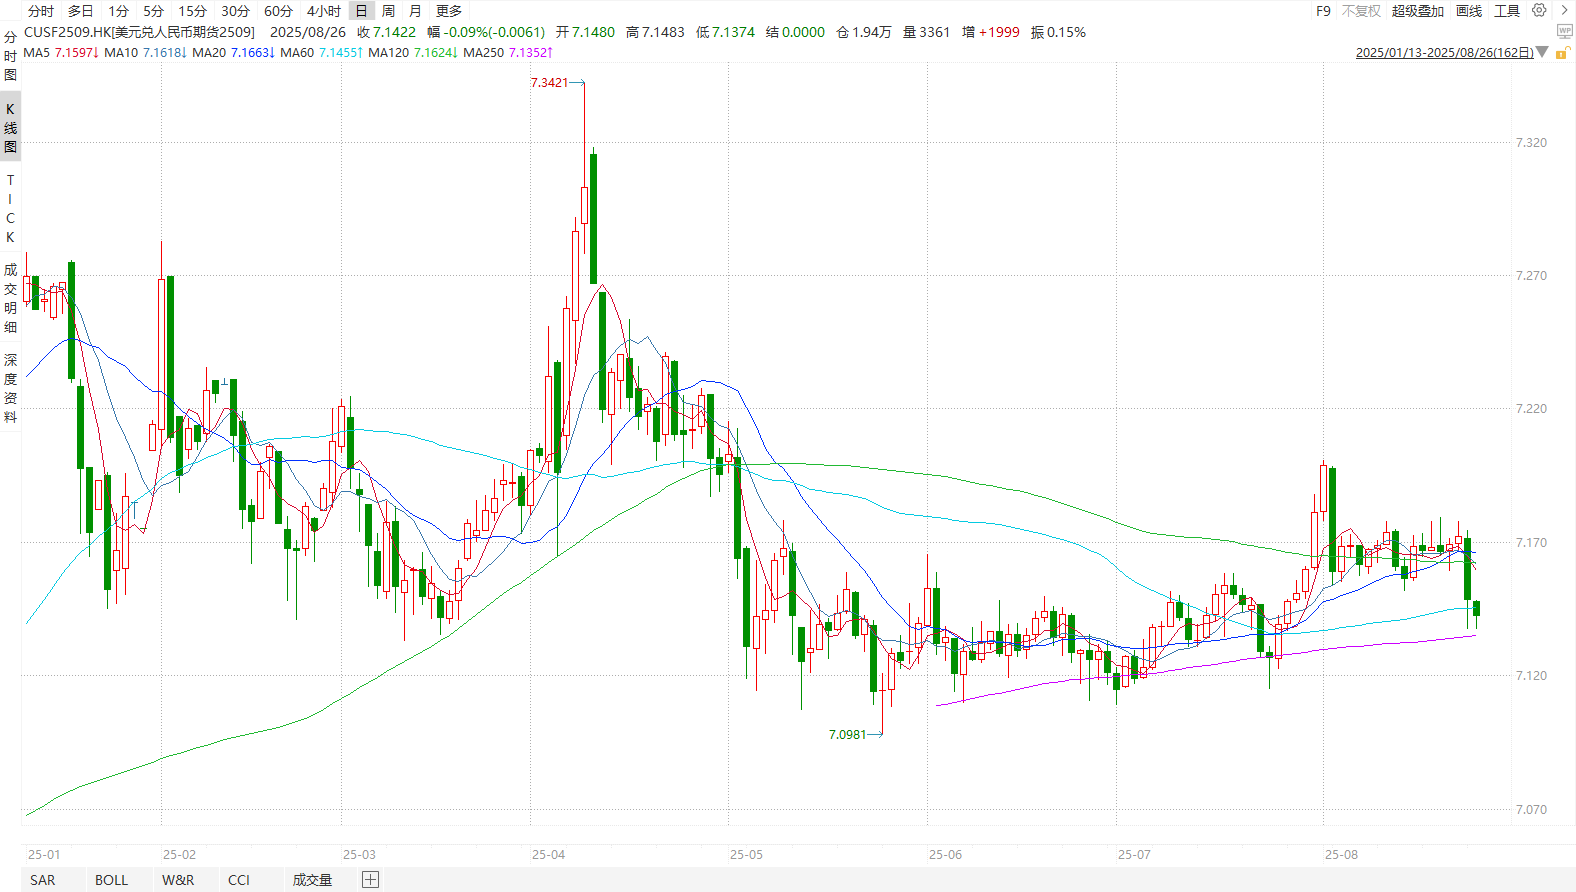 分时 多日 1分 5分 15分 30分 60分 4小时 日 周 月 更多 F9 不复权 超级叠加 画线 工具
CUSF2509.HK[美元兑人民币期货2509] 2025/08/26 收 7.1422 幅 -0.09%(-0.0061) 开 7.1480 高 7.1483 低 7.1374 结 0.0000 仓 1.94万 量 3361 增 +1999 振 0.15%
WP
MA5 7.1597↓ MA10 7.1618↓ MA20 7.1663↓ MA60 7.1455↑ MA120 7.1624↓ MA250 7.1352↑ 2025/01/13-2025/08/26(162日)
分时图
K线图
TICK
成交明细
深度资料
7.3421
7.320
7.270
7.220
7.170
7.120
7.0981
7.070
25-01 25-02 25-03 25-04 25-05 25-06 25-07 25-08
SAR BOLL W&R CCI 成交量